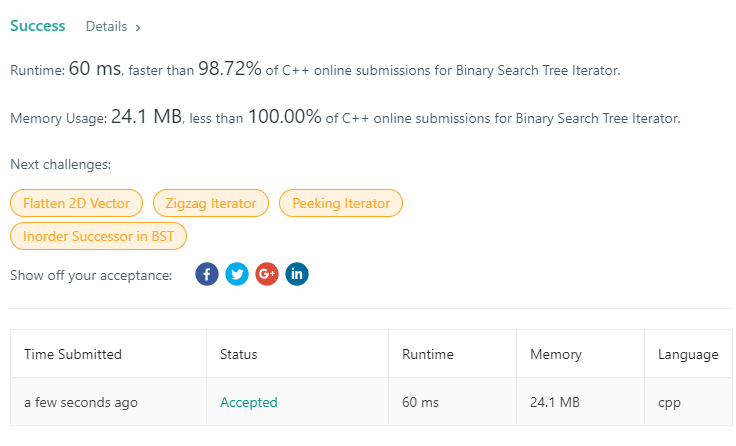 Success Details ›
Runtime: 60 ms, faster than 98.72% of C++ online submissions for Binary Search Tree Iterator.
Memory Usage: 24.1 MB, less than 100.00% of C++ online submissions for Binary Search Tree Iterator.
Next challenges:
Flatten 2D Vector Zigzag Iterator Peeking Iterator
Inorder Successor in BST
Show off your acceptance: f G+ in
Time Submitted Status Runtime Memory Language
a few seconds ago Accepted 60 ms 24.1 MB cpp